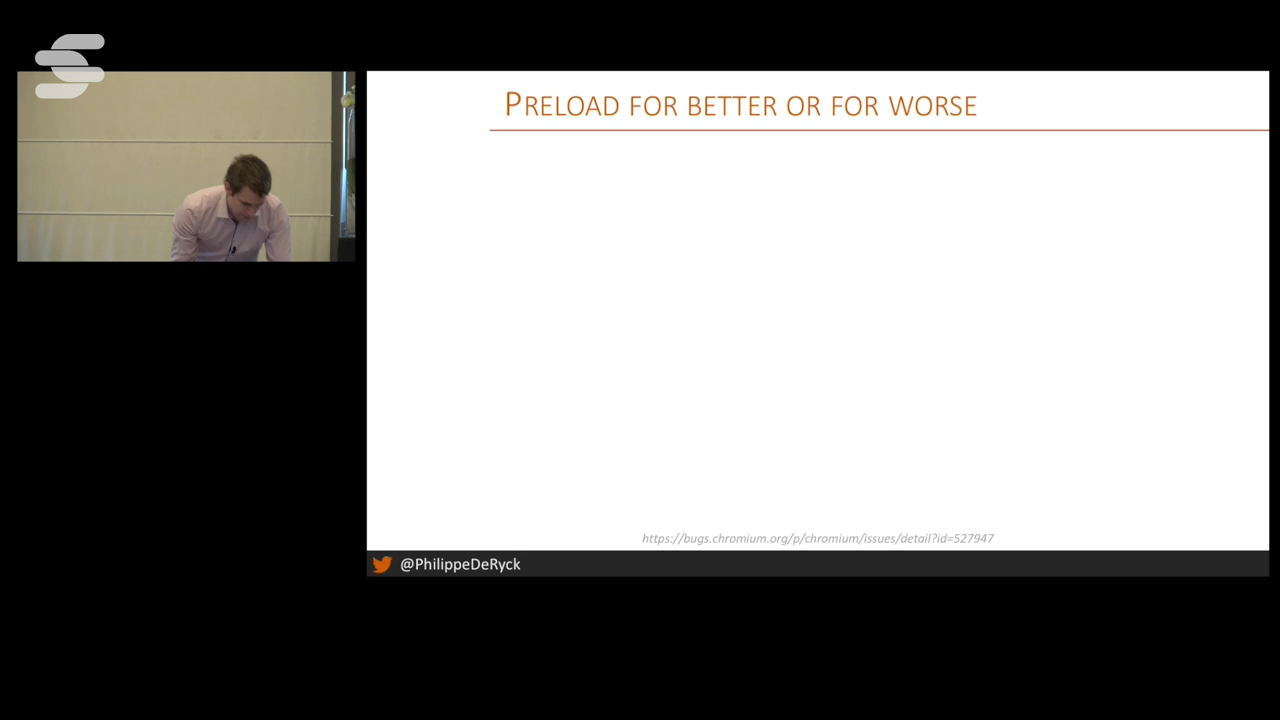 PRELOAD FOR BETTER OR FOR WORSE
https://bugs.chromium.org/p/chromium/issues/detail?id=527947
@PhilippeDeRyck